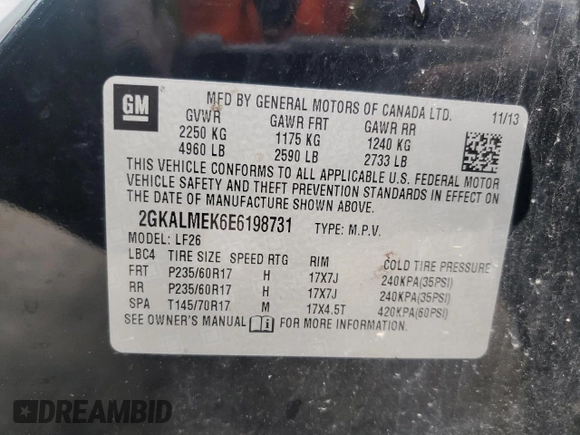 GM
MFD BY GENERAL MOTORS OF CANADA LTD.
11/13
GVWR GAWR FRT GAWR RR
2250 KG 1175 KG 1240 KG
4960 LB 2590 LB 2733 LB
THIS VEHICLE CONFORMS TO ALL APPLICABLE U.S. FEDERAL MOTOR
VEHICLE SAFETY AND THEFT PREVENTION STANDARDS IN EFFECT ON
THE DATE OF MANUFACTURE SHOWN ABOVE.
2GKALMEK6E6198731 TYPE: M.P.V.
MODEL: LF26
LBC4 TIRE SIZE SPEED RTG RIM COLD TIRE PRESSURE
FRT P235/60R17 H 17X7J 240KPA(35PSI)
RR P235/60R17 H 17X7J 240KPA(35PSI)
SPA T145/70R17 M 17X4.5T 420KPA(60PSI)
SEE OWNER'S MANUAL FOR MORE INFORMATION.
DREAMBID